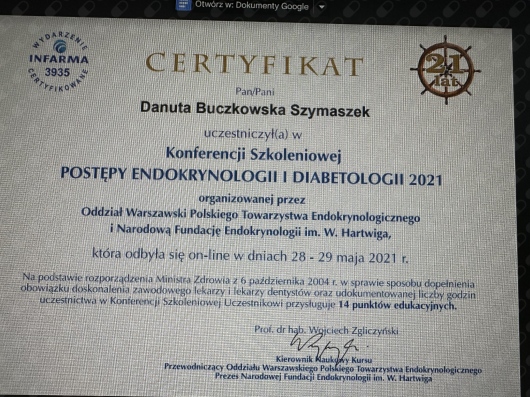 Otwórz w: Dokumenty Google
WYDARZENIE
INFARMA
3935
CERTYFIKOWANE
21
lat
CERTYFIKAT
Pan/Pani
Danuta Buczkowska Szymaszek
uczestniczył(a) w
Konferencji Szkoleniowej
POSTĘPY ENDOKRYNOLOGII I DIABETOLOGII 2021
organizowanej przez
Oddział Warszawski Polskiego Towarzystwa Endokrynologicznego
i Narodową Fundację Endokrynologii im. W. Hartwiga,
która odbyła się on-line w dniach 28 - 29 maja 2021 r.
Na podstawie rozporządzenia Ministra Zdrowia z 6 października 2004 r. w sprawie sposobu dopełnienia
obowiązku doskonalenia zawodowego lekarzy i lekarzy dentystów oraz udokumentowanej liczby godzin
uczestnictwa w Konferencji Szkoleniowej Uczestnikowi przysługuje 14 punktów edukacyjnych.
Prof. dr hab. Wojciech Zgliczyński
Kierownik Naukowy Kursu
Przewodniczący Oddziału Warszawskiego Polskiego Towarzystwa Endokrynologicznego
Prezes Narodowej Fundacji Endokrynologii im. W. Hartwiga